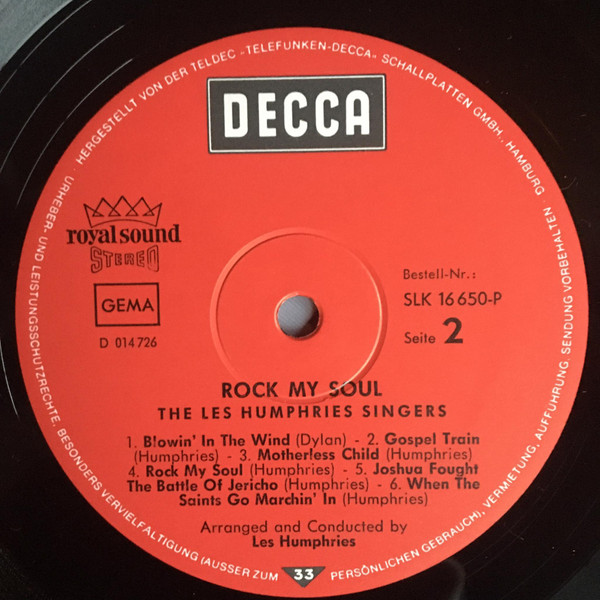 · HERGESTELLT VON DER TELDEC »TELEFUNKEN-DECCA« SCHALLPLATTEN GMBH., HAMBURG ·
URHEBER- UND LEISTUNGSSCHUTZRECHTE, BESONDERS VERVIELFALTIGUNG (AUSSER ZUM PERSÖNLICHEN GEBRAUCH), VERMIETUNG, AUFFÜHRUNG, SENDUNG VORBEHALTEN ·
DECCA
royal sound
STEREO
GEMA
D 014726
Bestell-Nr.:
SLK 16 650-P
Seite 2
ROCK MY SOUL
THE LES HUMPHRIES SINGERS
1. Blowin' In The Wind (Dylan) - 2. Gospel Train
(Humphries) - 3. Motherless Child (Humphries)
4. Rock My Soul (Humphries) - 5. Joshua Fought
The Battle Of Jericho (Humphries) - 6. When The
Saints Go Marchin' In (Humphries)
Arranged and Conducted by
Les Humphries
33